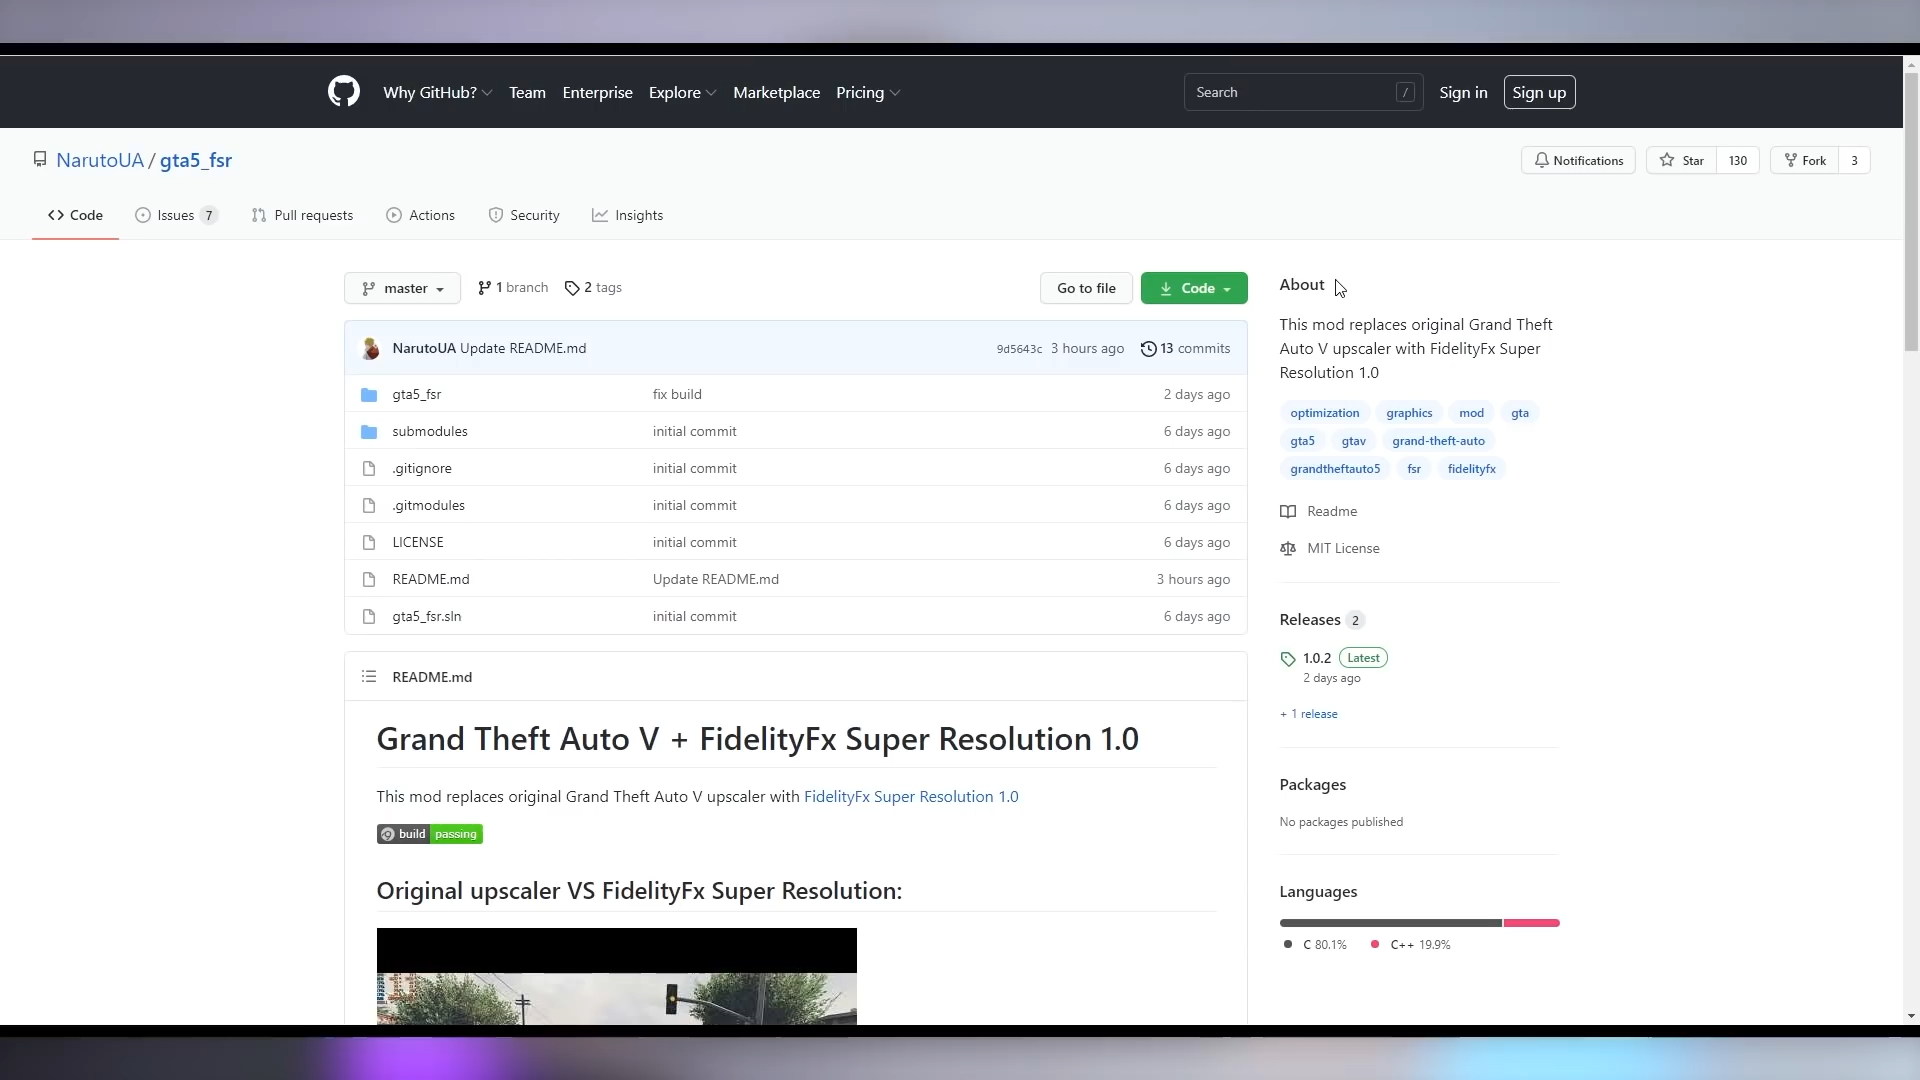 Why GitHub? Team Enterprise Explore Marketplace Pricing Search / Sign in Sign up
NarutoUA / gta5_fsr Notifications Star 130 Fork 3
Code Issues 7 Pull requests Actions Security Insights
master 1 branch 2 tags Go to file Code
NarutoUA Update README.md 9d5643c 3 hours ago 13 commits
gta5_fsr fix build 2 days ago
submodules initial commit 6 days ago
.gitignore initial commit 6 days ago
.gitmodules initial commit 6 days ago
LICENSE initial commit 6 days ago
README.md Update README.md 3 hours ago
gta5_fsr.sln initial commit 6 days ago
README.md
Grand Theft Auto V + FidelityFx Super Resolution 1.0
This mod replaces original Grand Theft Auto V upscaler with FidelityFx Super Resolution 1.0
build passing
Original upscaler VS FidelityFx Super Resolution:
About
This mod replaces original Grand Theft
Auto V upscaler with FidelityFx Super
Resolution 1.0
optimization graphics mod gta
gta5 gtav grand-theft-auto
grandtheftauto5 fsr fidelityfx
Readme
MIT License
Releases 2
1.0.2 Latest
2 days ago
+ 1 release
Packages
No packages published
Languages
C 80.1% C++ 19.9%